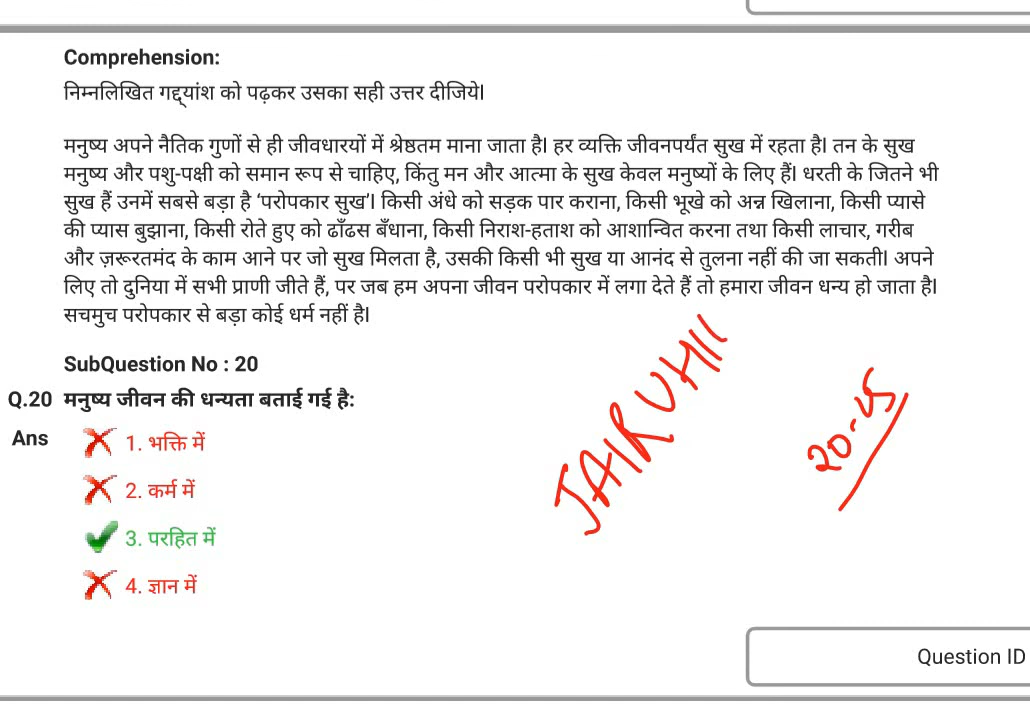 Comprehension:
निम्नलिखित गद्यांश को पढ़कर उसका सही उत्तर दीजिये।
मनुष्य अपने नैतिक गुणों से ही जीवधारयों में श्रेष्ठतम माना जाता है। हर व्यक्ति जीवनपर्यंत सुख में रहता है। तन के सुख
मनुष्य और पशु-पक्षी को समान रूप से चाहिए, किंतु मन और आत्मा के सुख केवल मनुष्यों के लिए हैं। धरती के जितने भी
सुख हैं उनमें सबसे बड़ा है ‘परोपकार सुख’। किसी अंधे को सड़क पार कराना, किसी भूखे को अन्न खिलाना, किसी प्यासे
की प्यास बुझाना, किसी रोते हुए को ढाँढस बँधाना, किसी निराश-हताश को आशान्वित करना तथा किसी लाचार, गरीब
और ज़रूरतमंद के काम आने पर जो सुख मिलता है, उसकी किसी भी सुख या आनंद से तुलना नहीं की जा सकती। अपने
लिए तो दुनिया में सभी प्राणी जीते हैं, पर जब हम अपना जीवन परोपकार में लगा देते हैं तो हमारा जीवन धन्य हो जाता है।
सचमुच परोपकार से बड़ा कोई धर्म नहीं है।
SubQuestion No : 20
Q.20 मनुष्य जीवन की धन्यता बताई गई है:
Ans 1. भक्ति में
2. कर्म में
3. परहित में
4. ज्ञान में
Question ID